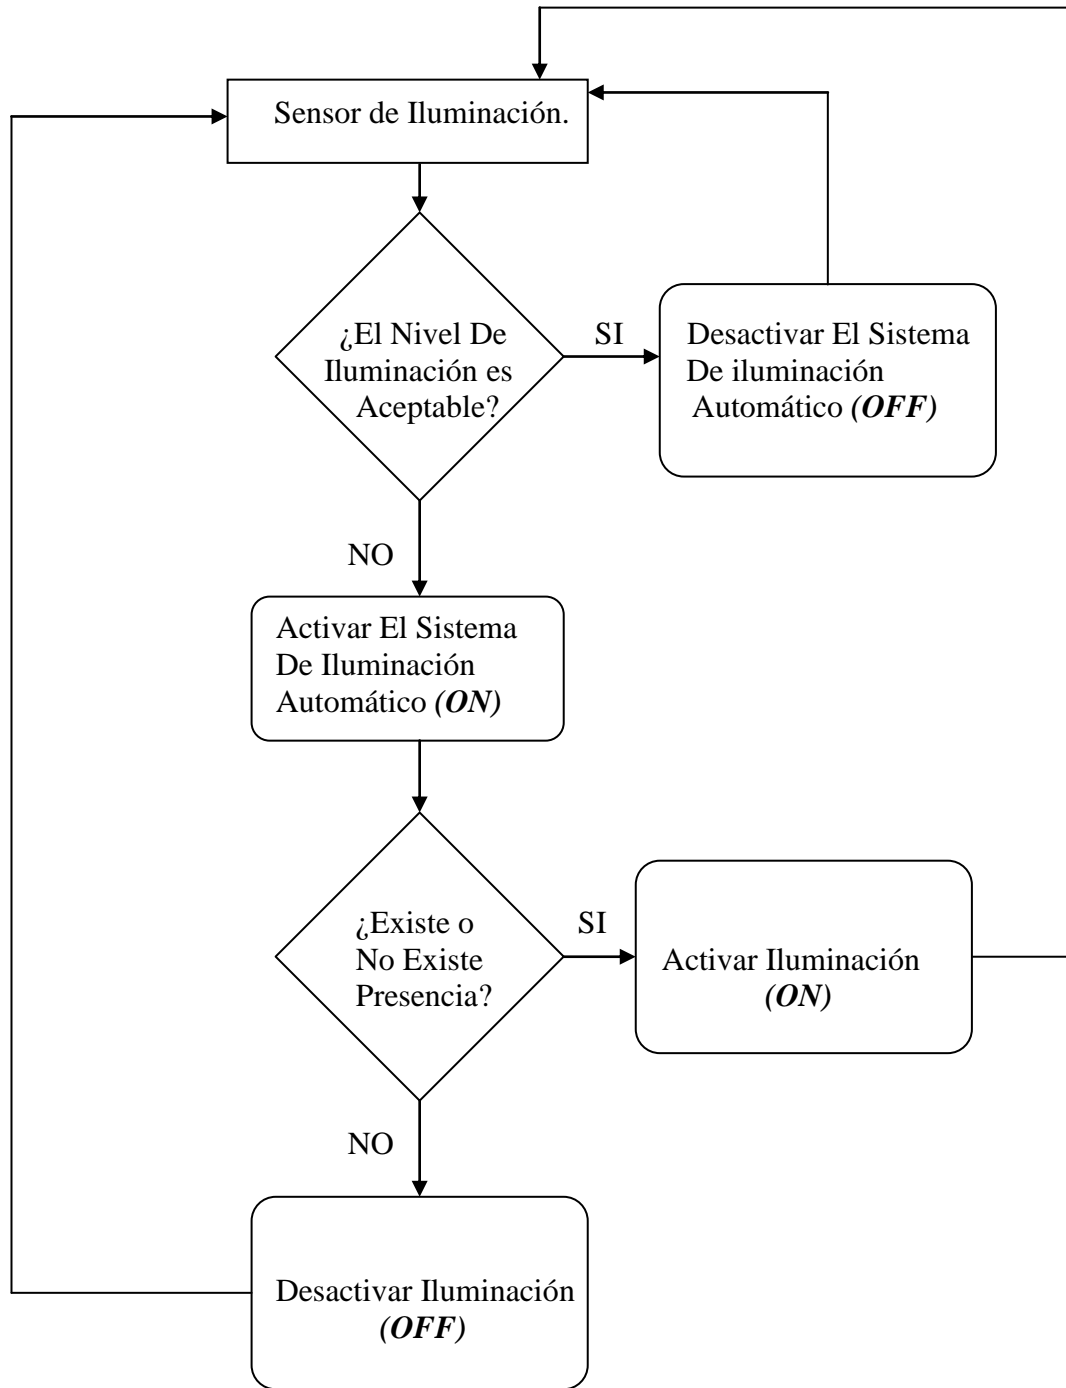 Sensor de Iluminación.
¿El Nivel De
Iluminación es
Aceptable?
SI
Desactivar El Sistema
De iluminación
Automático (OFF)
NO
Activar El Sistema
De Iluminación
Automático (ON)
¿Existe o
No Existe
Presencia?
SI
Activar Iluminación
(ON)
NO
Desactivar Iluminación
(OFF)